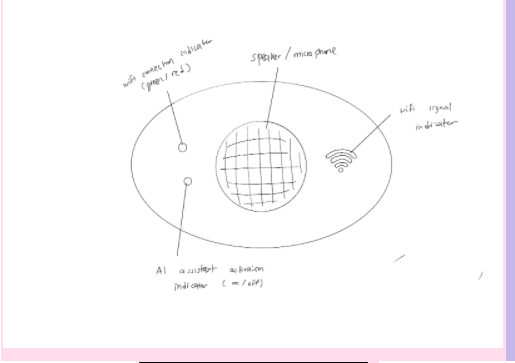 wifi connection indicator
(green / red)
speaker / microphone
wifi signal
indicator
AI assistant activation
indicator (on / off)